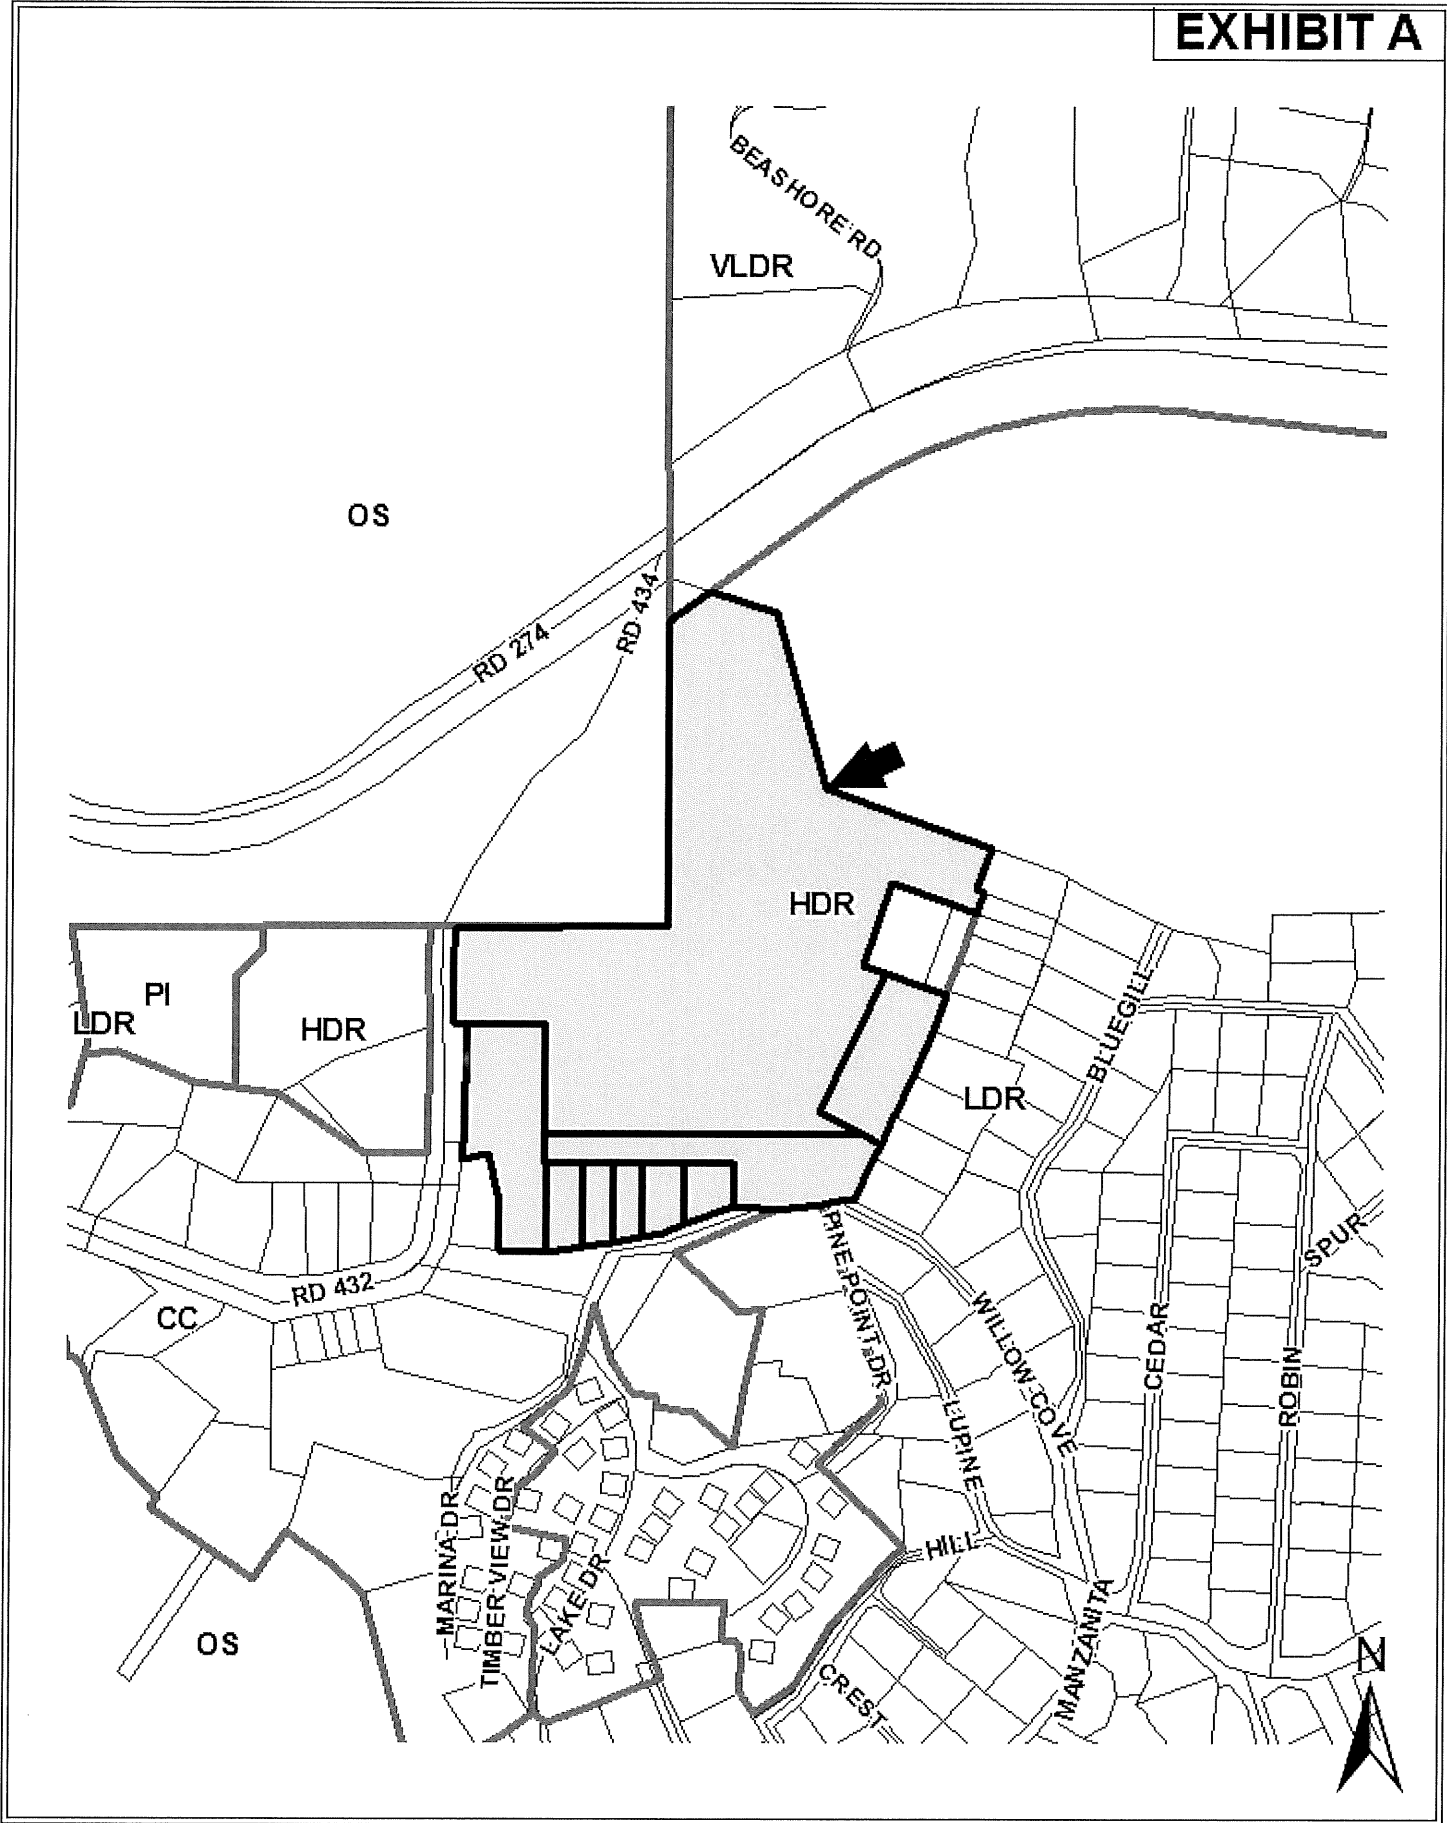 EXHIBIT A
BEASHORE RD
VLDR
OS
RD 434
RD 274
HDR
PI
LDR
HDR
BLUEGILL
LDR
PINE POINT DR
SPUR
RD 432
CC
WILLOW COVE
CEDAR
ROBIN
LUPINE
MARINA DR
TIMBER VIEW DR
LAKE DR
HILL
MANZANITA
OS
CREST
N